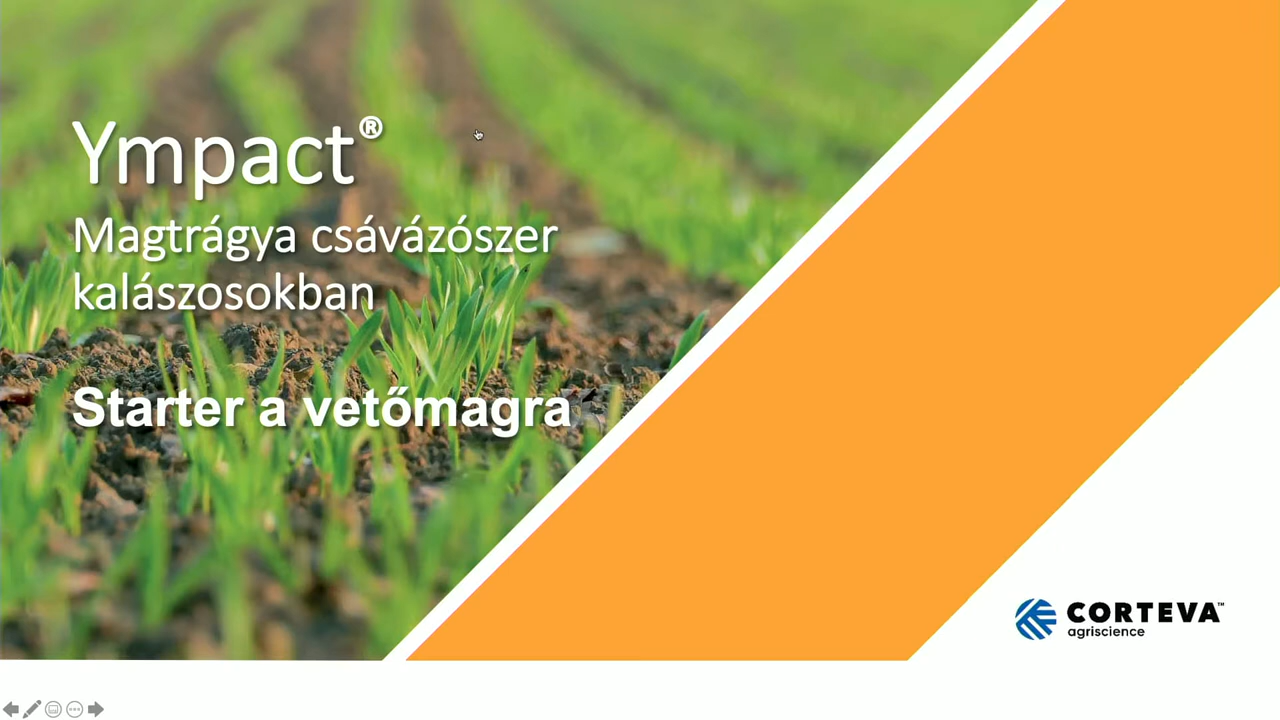 Ympact®
Magtrágya csávázószer
kalászosokban
Starter a vetőmagra
CORTEVA™
agriscience